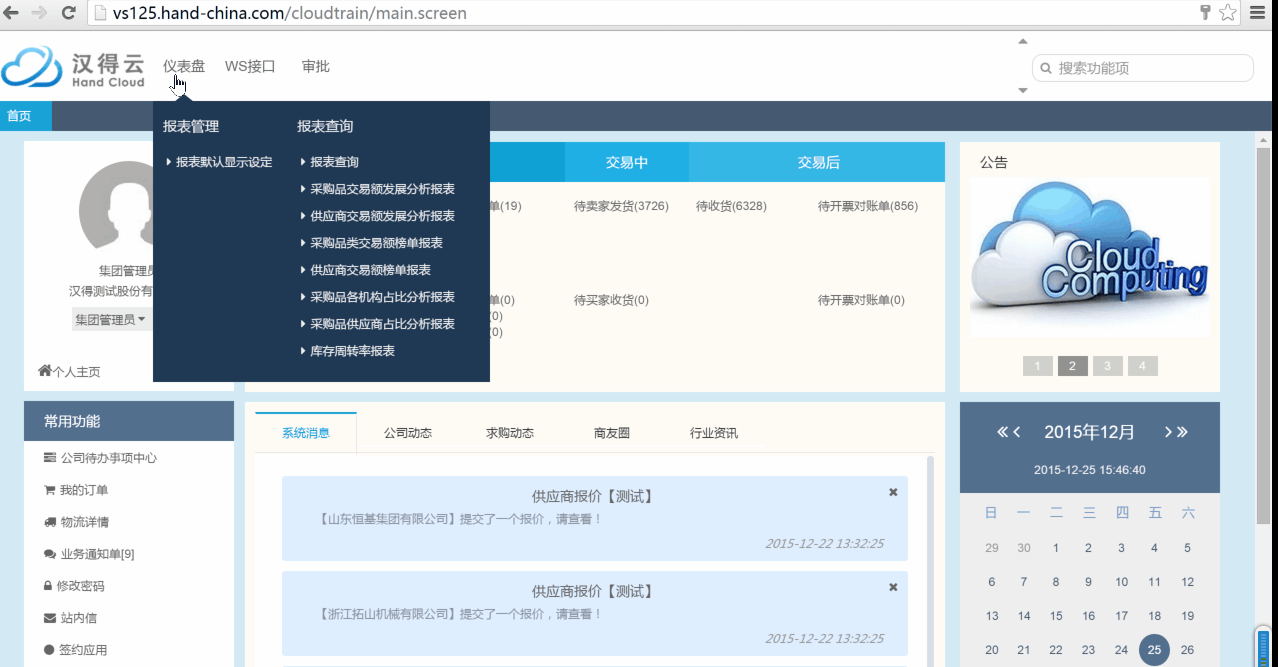 vs125.hand-china.com/cloudtrain/main.screen
汉得云
Hand Cloud
仪表盘
WS接口
审批
搜索功能项
首页
报表管理
报表默认显示设定
报表查询
报表查询
采购品交易额发展分析报表
供应商交易额发展分析报表
采购品类交易额榜单报表
供应商交易额榜单报表
采购品各机构占比分析报表
采购品供应商占比分析报表
库存周转率报表
集团管理员
汉得测试股份有
集团管理员
个人主页
交易中
交易后
单(19)
待卖家发货(3726)
待收货(6328)
待开票对账单(856)
单(0)
(0)
(0)
待买家收货(0)
待开票对账单(0)
公告
Cloud
Computing
1 2 3 4
常用功能
公司待办事项中心
我的订单
物流详情
业务通知单[9]
修改密码
站内信
签约应用
系统消息
公司动态
求购动态
商友圈
行业资讯
供应商报价【测试】
【山东恒基集团有限公司】提交了一个报价，请查看！
2015-12-22 13:32:25
供应商报价【测试】
【浙江拓山机械有限公司】提交了一个报价，请查看！
2015-12-22 13:32:25
2015年12月
2015-12-25 15:46:40
日 一 二 三 四 五 六
29 30 1 2 3 4 5
6 7 8 9 10 11 12
13 14 15 16 17 18 19
20 21 22 23 24 25 26